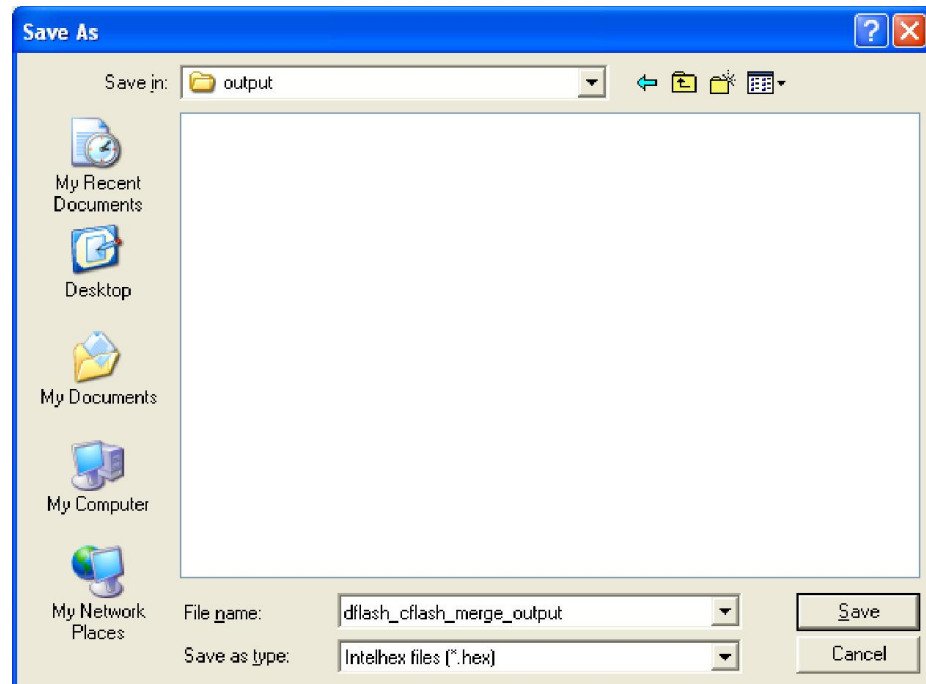 Save As
Save in:
output
My Recent
Documents
Desktop
My Documents
My Computer
My Network
Places
File name:
dflash_cflash_merge_output
Save
Save as type:
Intelhex files (*.hex)
Cancel